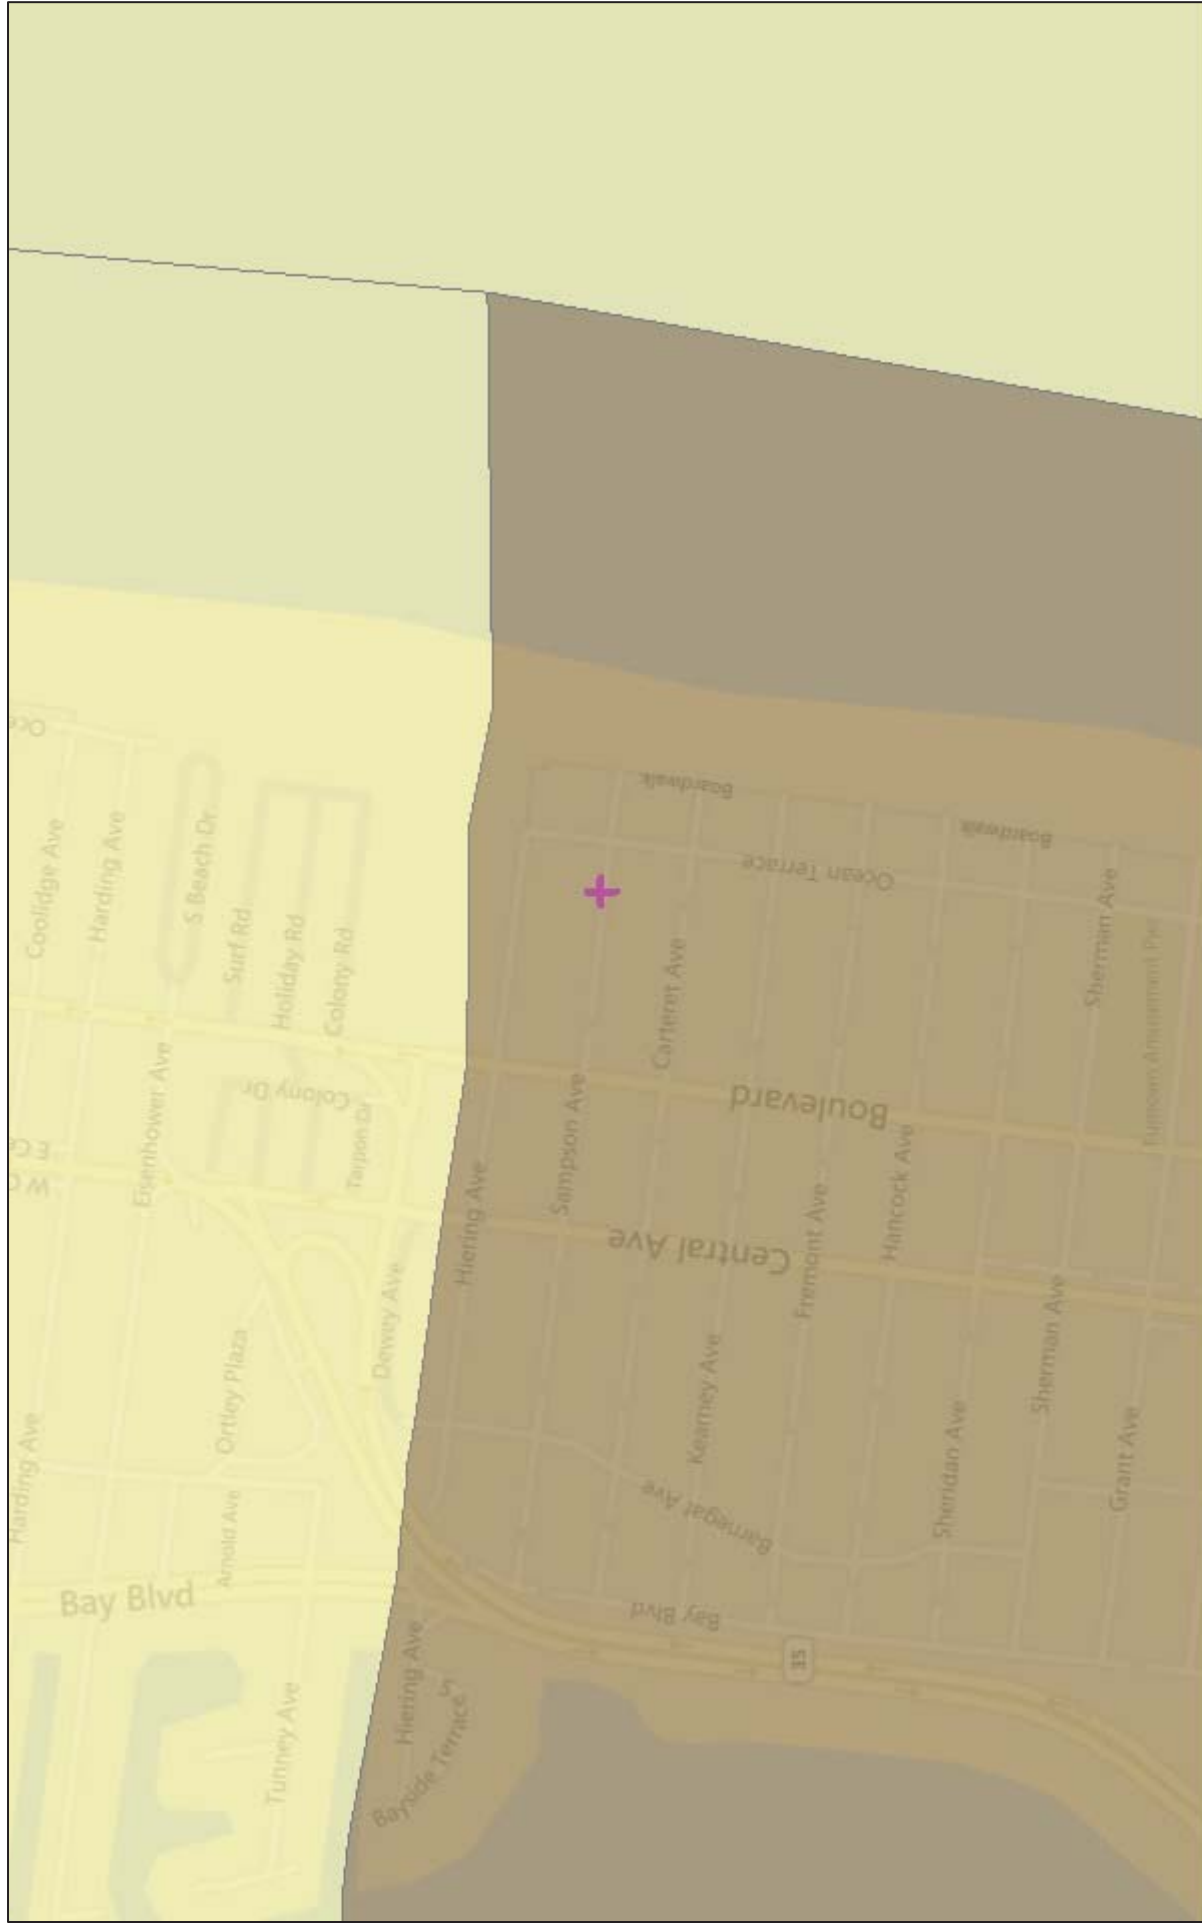 Oce
Coolidge Ave
Harding Ave
S Beach Dr
Surf Rd
Holiday Rd
Colony Rd
Boardwalk
Boardwalk
Ocean Terrace
Sherman Ave
Carteret Ave
Colony Dr
Tarpon Dr
Eisenhower Ave
Boulevard
Sampson Ave
Hancock Ave
Hiering Ave
Central Ave
Fremont Ave
W C
Dewey Ave
Ortley Plaza
Kearney Ave
Sherman Ave
Harding Ave
Sheridan Ave
Grant Ave
Arnold Ave
Barnegat Ave
Bay Blvd
Bay Blvd
35
Hiering Ave
Tunney Ave
S
Bayside Terrace